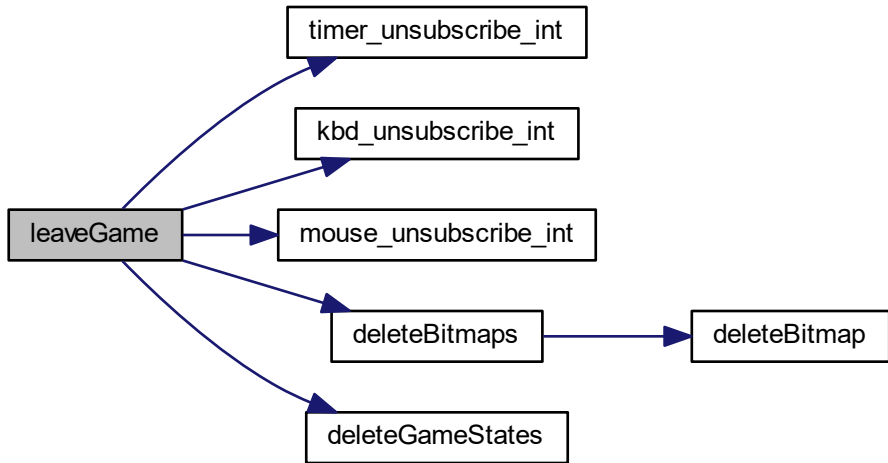 timer_unsubscribe_int
kbd_unsubscribe_int
leaveGame
mouse_unsubscribe_int
deleteBitmaps
deleteBitmap
deleteGameStates